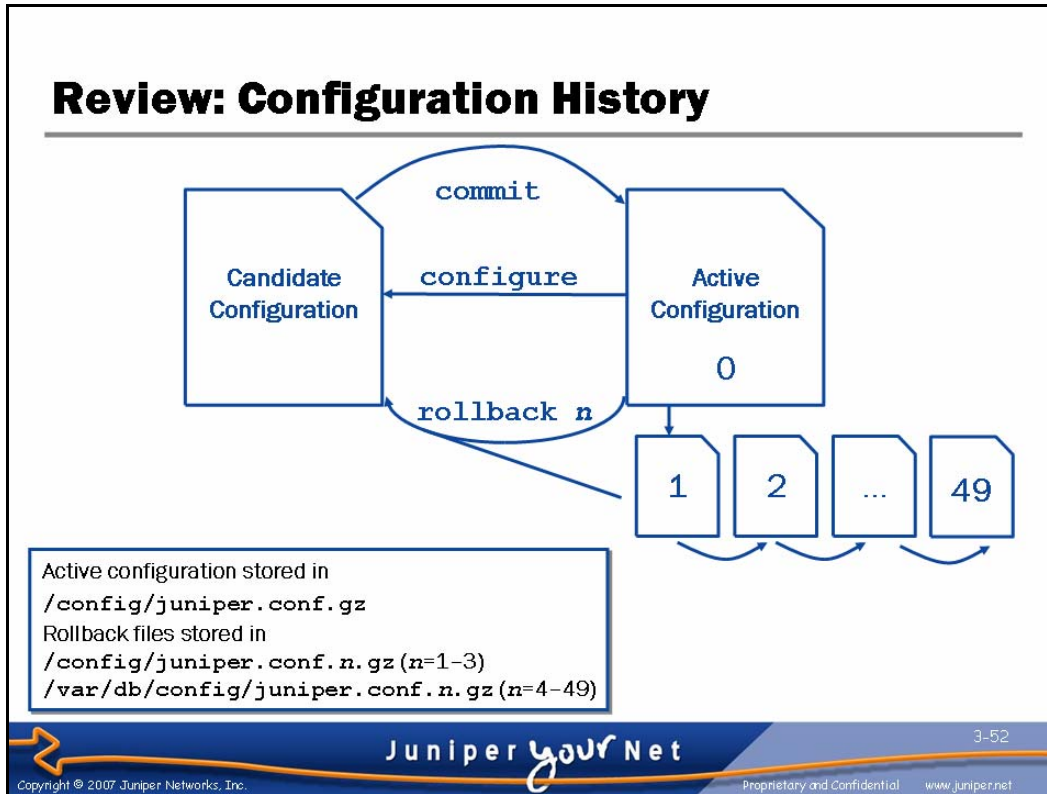 Review: Configuration History
commit
Candidate
Configuration
configure
Active
Configuration
0
rollback n
1
2
...
49
Active configuration stored in
/config/juniper.conf.gz
Rollback files stored in
/config/juniper.conf.n.gz (n=1–3)
/var/db/config/juniper.conf.n.gz (n=4–49)
Juniper your Net
3-52
Copyright © 2007 Juniper Networks, Inc.
Proprietary and Confidential www.juniper.net